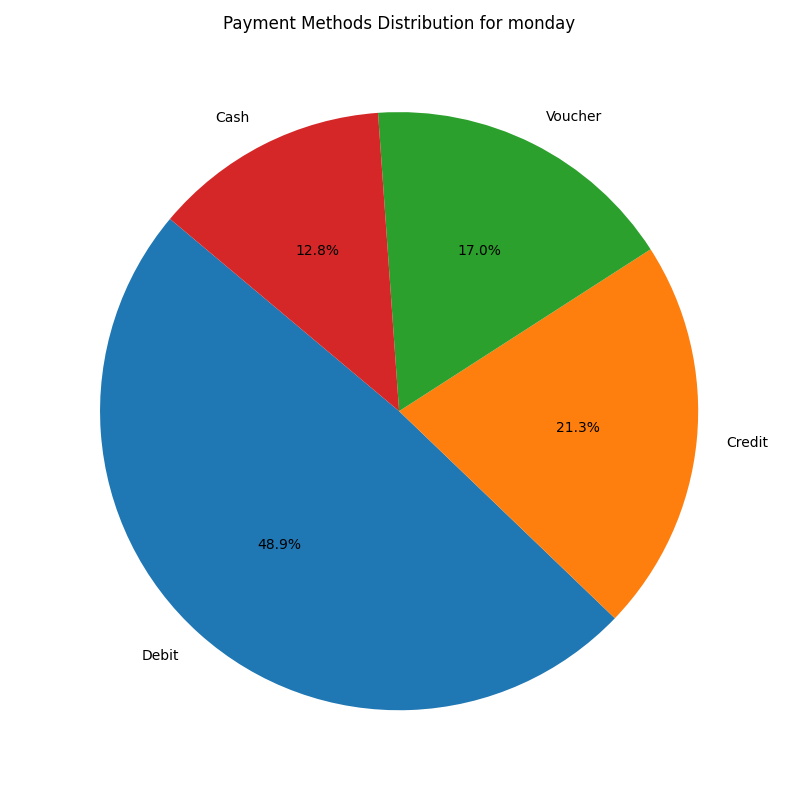 Payment Methods Distribution for monday
Cash
Voucher
12.8%
17.0%
21.3%
Credit
48.9%
Debit